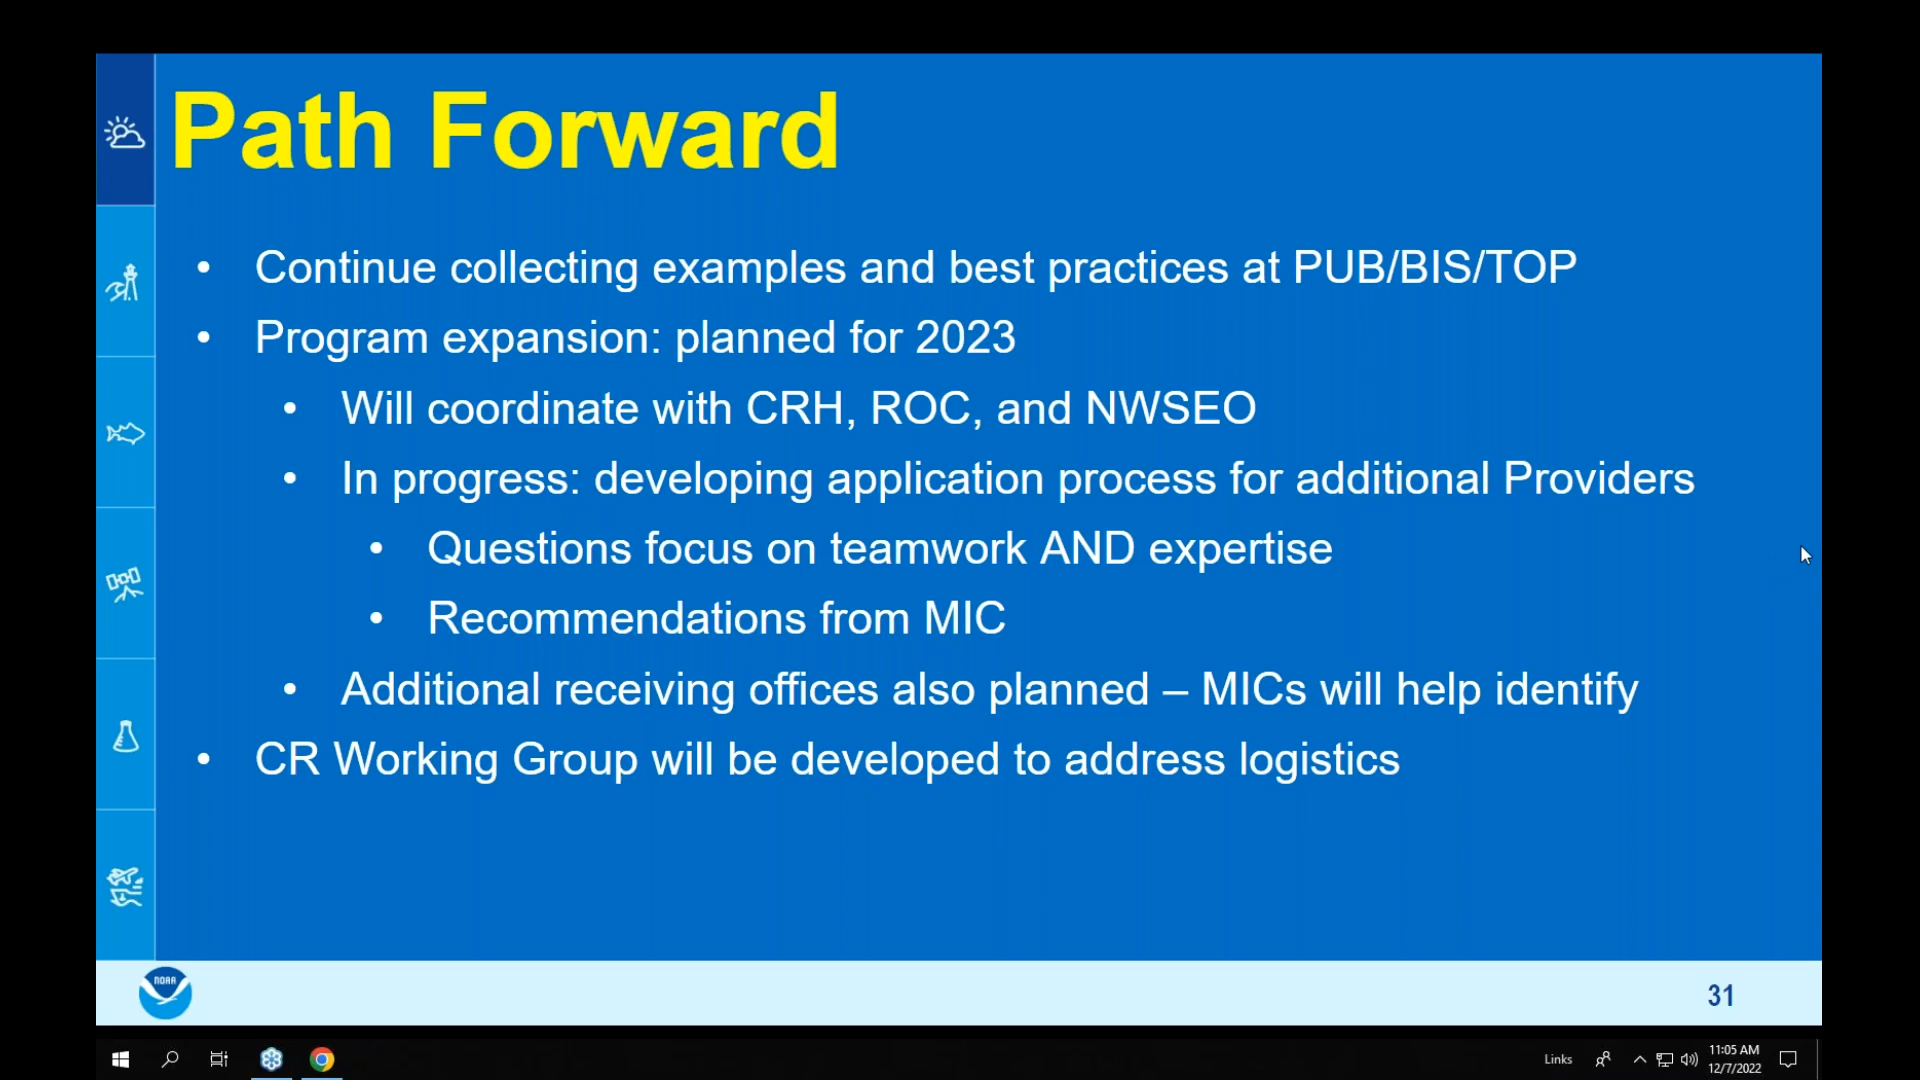 Path Forward
• Continue collecting examples and best practices at PUB/BIS/TOP
• Program expansion: planned for 2023
• Will coordinate with CRH, ROC, and NWSEO
• In progress: developing application process for additional Providers
• Questions focus on teamwork AND expertise
• Recommendations from MIC
• Additional receiving offices also planned – MICs will help identify
• CR Working Group will be developed to address logistics
NOAA
31
Links
11:05 AM
12/7/2022